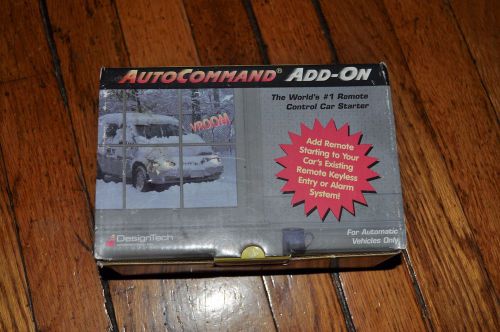 AUTOCOMMAND® ADD-ON
The World's #1 Remote
Control Car Starter
VROOM
Add Remote
Starting to Your
Car's Existing
Remote Keyless
Entry or Alarm
System!
DesignTech
For Automatic
Vehicles Only